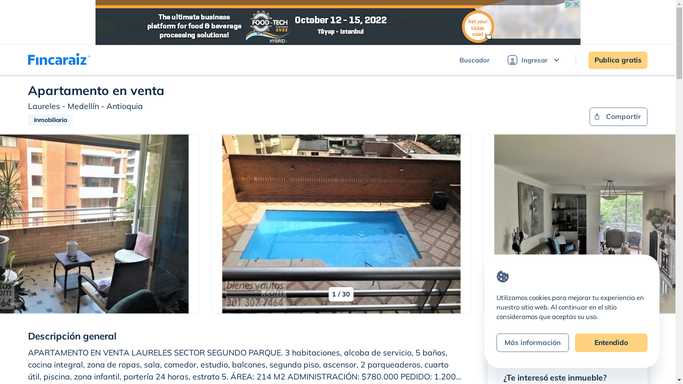 The ultimate business
platform for food & beverage
processing solutions!
FOOD-TECH
HYBRID
October 12 - 15, 2022
Tüyap - Istanbul
Get your
ticket
now!
Fincaraiz
Buscador
Ingresar
Publica gratis
Apartamento en venta
Laureles - Medellín - Antioquia
Inmobiliaria
Compartir
bienesyautos
.com
301 307 7464
1 / 30
Utilizamos cookies para mejorar tu experiencia en
nuestro sitio web. Al continuar en el sitio
consideramos que aceptas su uso.
Más información
Entendido
Descripción general
APARTAMENTO EN VENTA LAURELES SECTOR SEGUNDO PARQUE. 3 habitaciones, alcoba de servicio, 5 baños,
cocina integral, zona de ropas, sala, comedor, estudio, balcones, segundo piso, ascensor, 2 parqueaderos, cuarto
útil, piscina, zona infantil, portería 24 horas, estrato 5. ÁREA: 214 M2 ADMINISTRACIÓN: $780.000 PEDIDO: 1.200...
¿Te interesó este inmueble?